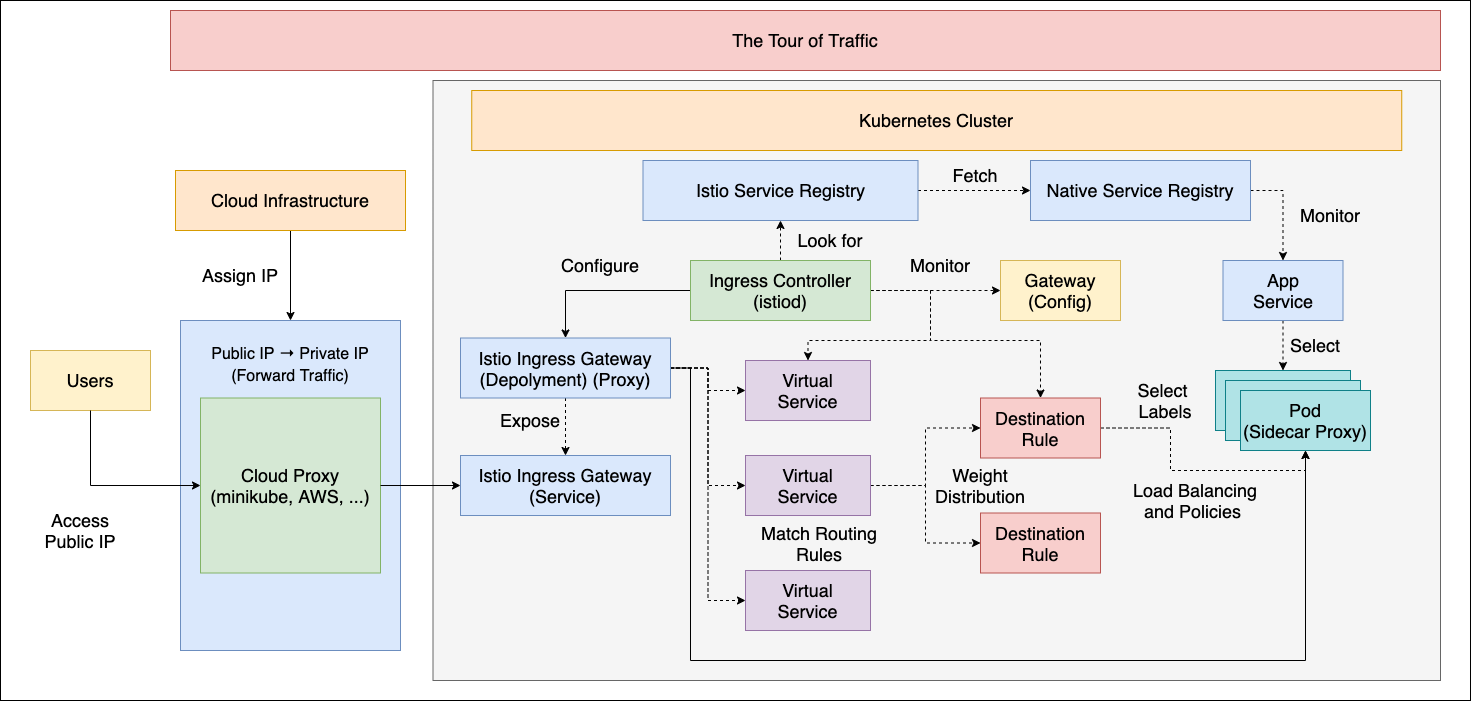 The Tour of Traffic
Kubernetes Cluster
Cloud Infrastructure
Assign IP
Public IP → Private IP
(Forward Traffic)
Users
Access
Public IP
Cloud Proxy
(minikube, AWS, ...)
Istio Service Registry
Fetch
Native Service Registry
Monitor
Look for
Configure
Ingress Controller
(istiod)
Monitor
Gateway
(Config)
App
Service
Select
Istio Ingress Gateway
(Depolyment) (Proxy)
Expose
Istio Ingress Gateway
(Service)
Virtual
Service
Virtual
Service
Match Routing
Rules
Virtual
Service
Destination
Rule
Weight
Distribution
Destination
Rule
Select
Labels
Load Balancing
and Policies
Pod
(Sidecar Proxy)